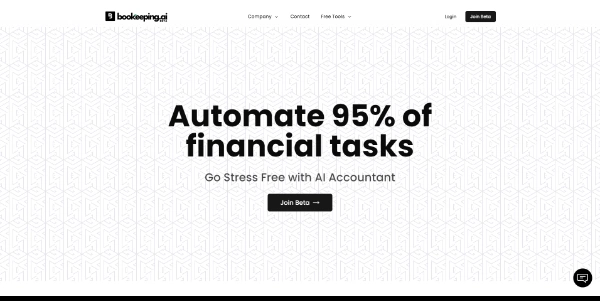 bookeeping.ai
BETA
Company
Contact
Free Tools
Login
Join Beta
Automate 95% of
financial tasks
Go Stress Free with AI Accountant
Join Beta →